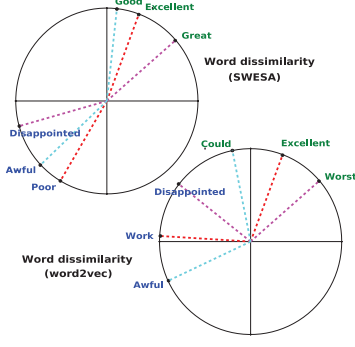 Good
Excellent
Great
Word dissimilarity
(SWESA)
Disappointed
Awful
Poor
Could
Excellent
Worst
Disappointed
Work
Awful
Word dissimilarity
(word2vec)